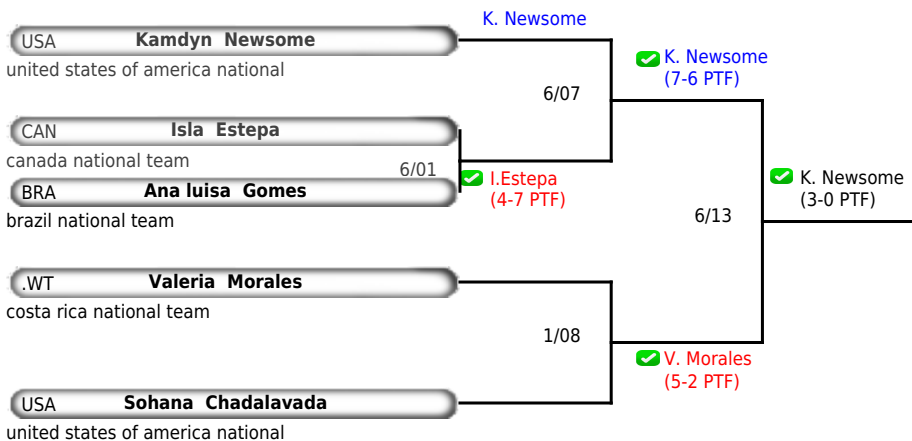 K. Newsome
USA Kamdyn Newsome
united states of america national
6/07
K. Newsome
(7-6 PTF)
CAN Isla Estepa
canada national team
6/01
BRA Ana luisa Gomes
brazil national team
I.Estepa
(4-7 PTF)
K. Newsome
(3-0 PTF)
6/13
.WT Valeria Morales
costa rica national team
1/08
V. Morales
(5-2 PTF)
USA Sohana Chadalavada
united states of america national